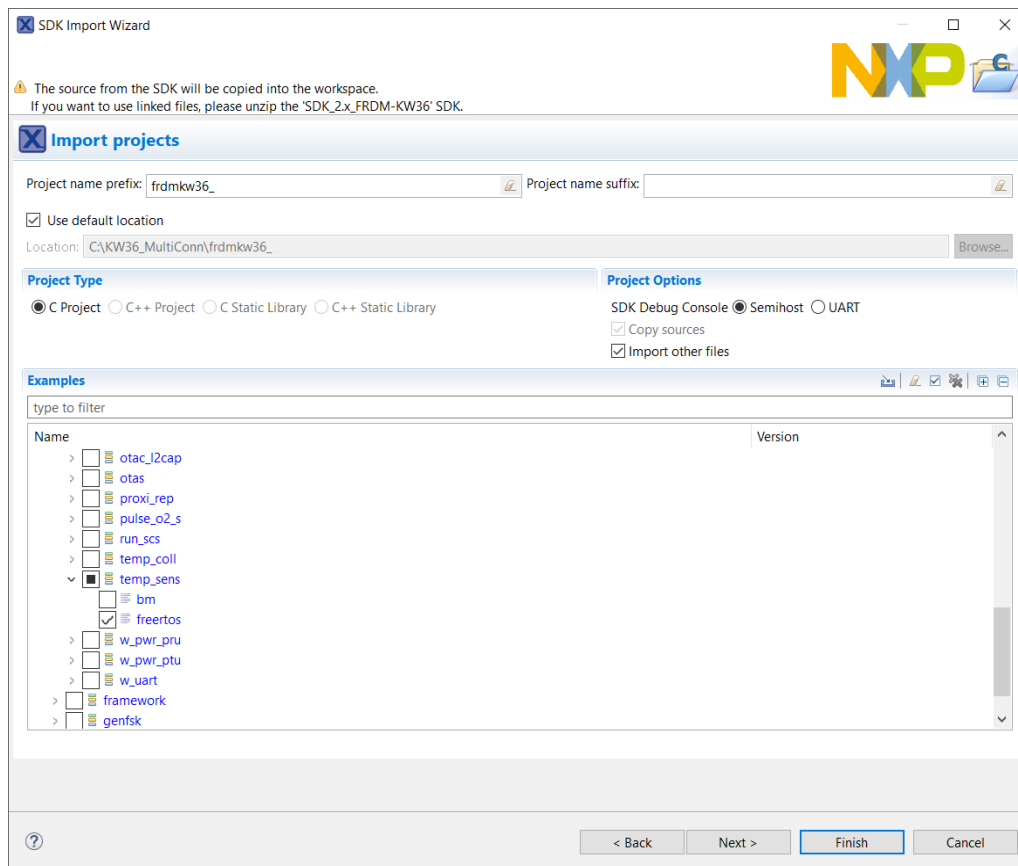 SDK Import Wizard
NXP
C
The source from the SDK will be copied into the workspace.
If you want to use linked files, please unzip the 'SDK_2.x_FRDM-KW36' SDK.
X Import projects
Project name prefix: frdmkw36_ Project name suffix:
Use default location
Location: C:\KW36_MultiConn\frdmkw36_ Browse...
Project Type Project Options
C Project C++ Project C Static Library C++ Static Library SDK Debug Console Semihost UART
Copy sources
Import other files
Examples
type to filter
Name Version
otac_l2cap
otas
proxi_rep
pulse_o2_s
run_scs
temp_coll
temp_sens
bm
freertos
w_pwr_pru
w_pwr_ptu
w_uart
framework
genfsk
? < Back Next > Finish Cancel